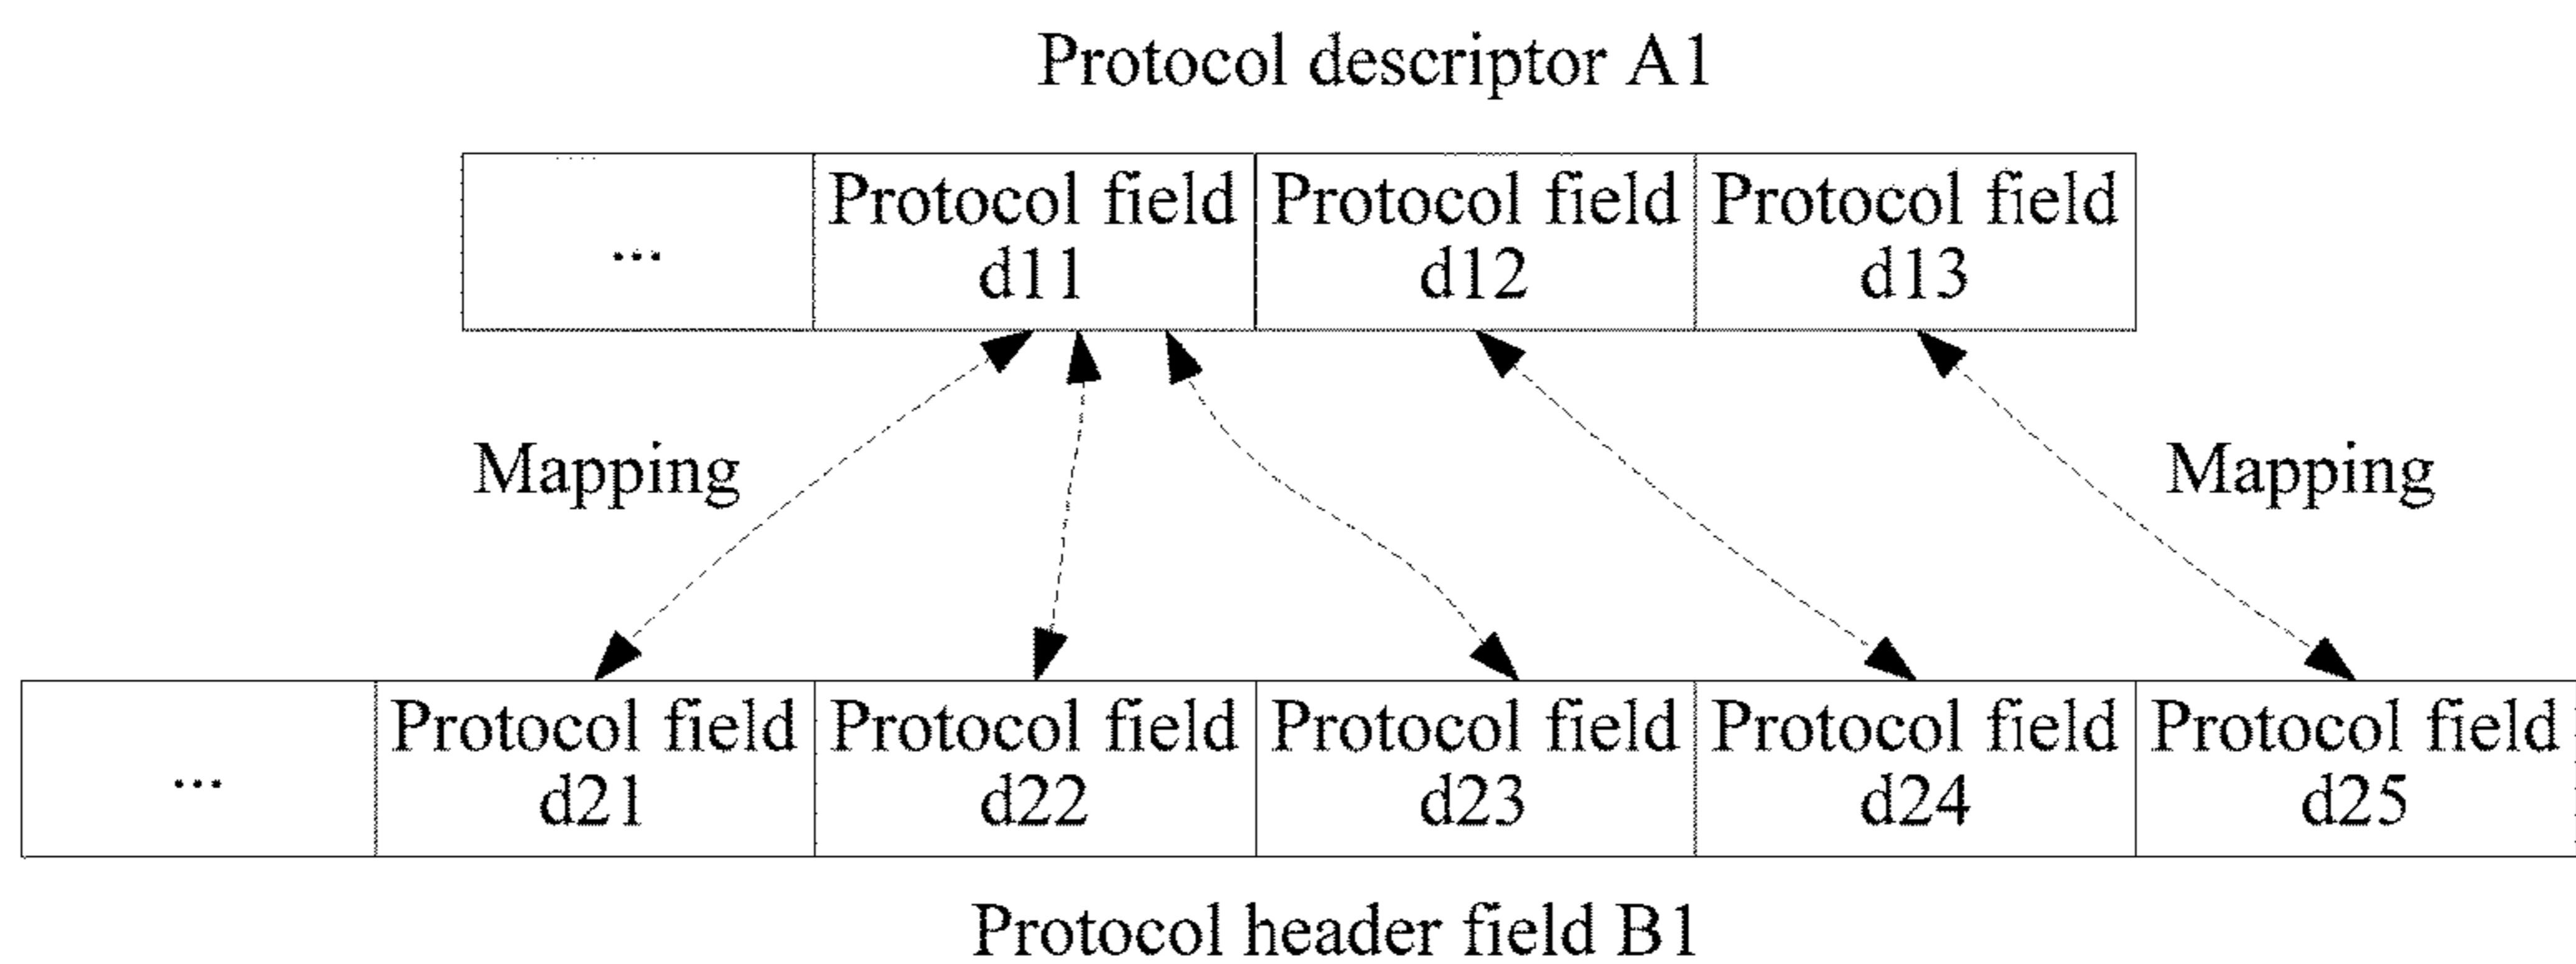 Protocol descriptor A1
... Protocol field Protocol field Protocol field
d11 d12 d13
Mapping Mapping
... Protocol field Protocol field Protocol field Protocol field Protocol field
d21 d22 d23 d24 d25
Protocol header field B1